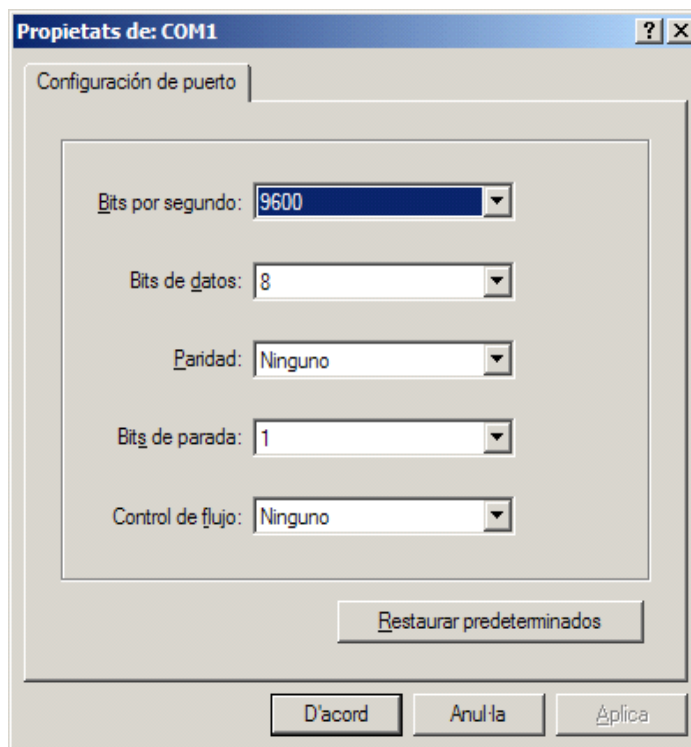 Propietats de: COM1
Configuración de puerto
Bits por segundo: 9600
Bits de datos: 8
Paridad: Ninguno
Bits de parada: 1
Control de flujo: Ninguno
Restaurar predeterminados
D'acord Anul·la Aplica